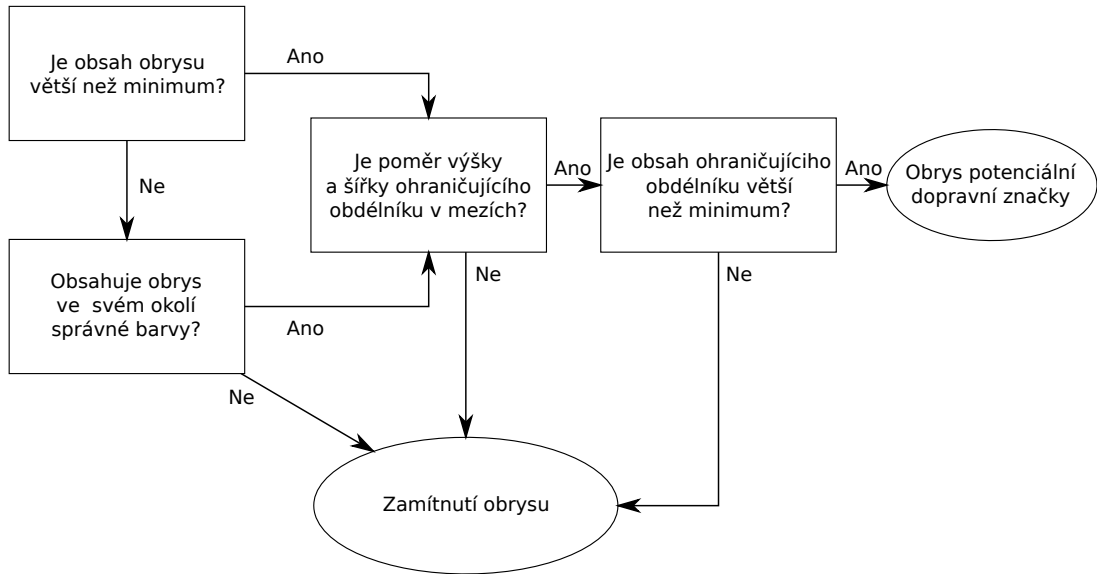 Je obsah obrysu
větší než minimum?
Ano
Ne
Obsahuje obrys
ve  svém okolí
správné barvy?
Ano
Ne
Je poměr výšky
a šířky ohraničujícího
obdélníku v mezích?
Ano
Ne
Je obsah ohraničujíciho
obdélníku větší
než minimum?
Ano
Ne
Obrys potenciální
dopravní značky
Zamítnutí obrysu